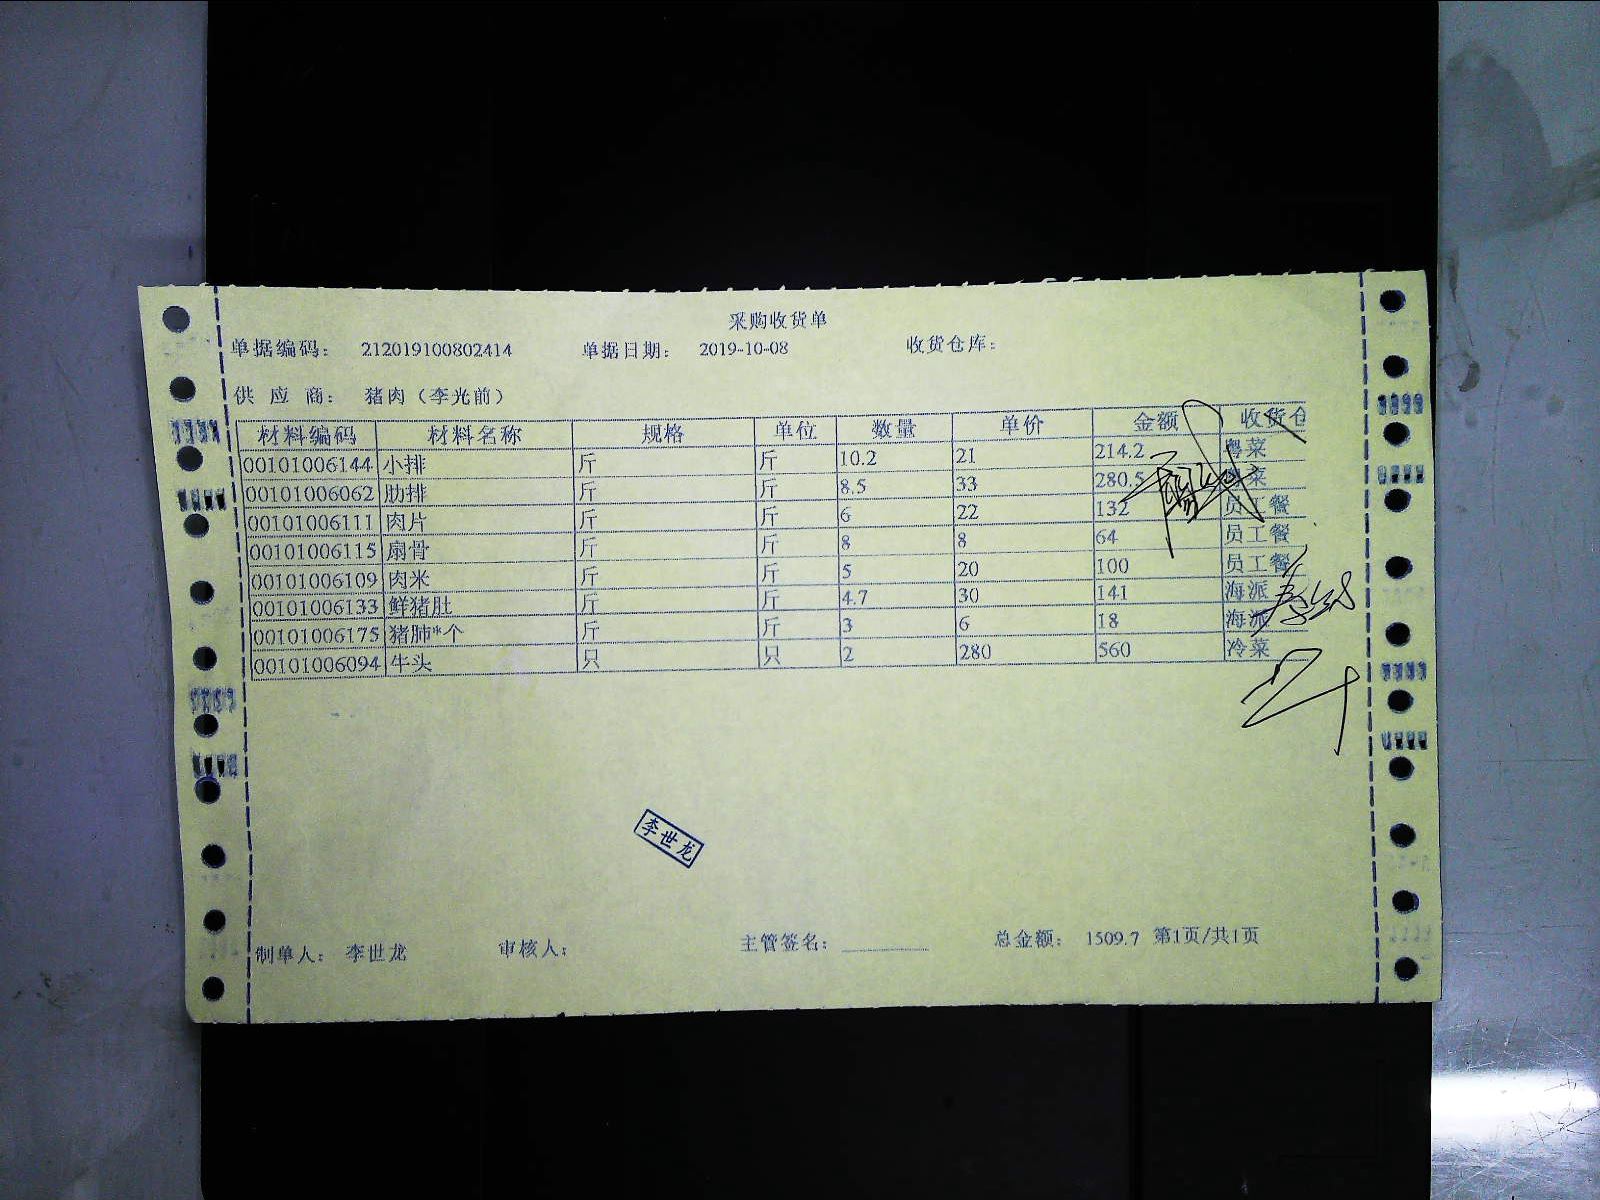 采购收货单
单据编码： 212019100802414 单据日期： 2019-10-08 收货仓库：
供 应 商： 猪肉（李光前）
材料编码 材料名称 规格 单位 数量 单价 金额 收货仓
00101006144 小排 斤 斤 10.2 21 214.2 粤菜
00101006062 肋排 斤 斤 8.5 33 280.5 粤菜
00101006111 肉片 斤 斤 6 22 132 员工餐
00101006115 扇骨 斤 斤 8 8 64 员工餐
00101006109 肉米 斤 斤 5 20 100 员工餐
00101006133 鲜猪肚 斤 斤 4.7 30 141 海派
00101006175 猪肺*个 斤 斤 3 6 18 海派
00101006094 牛头 只 只 2 280 560 冷菜
李世龙
制单人： 李世龙 审核人： 主管签名： 总金额： 1509.7 第1页/共1页